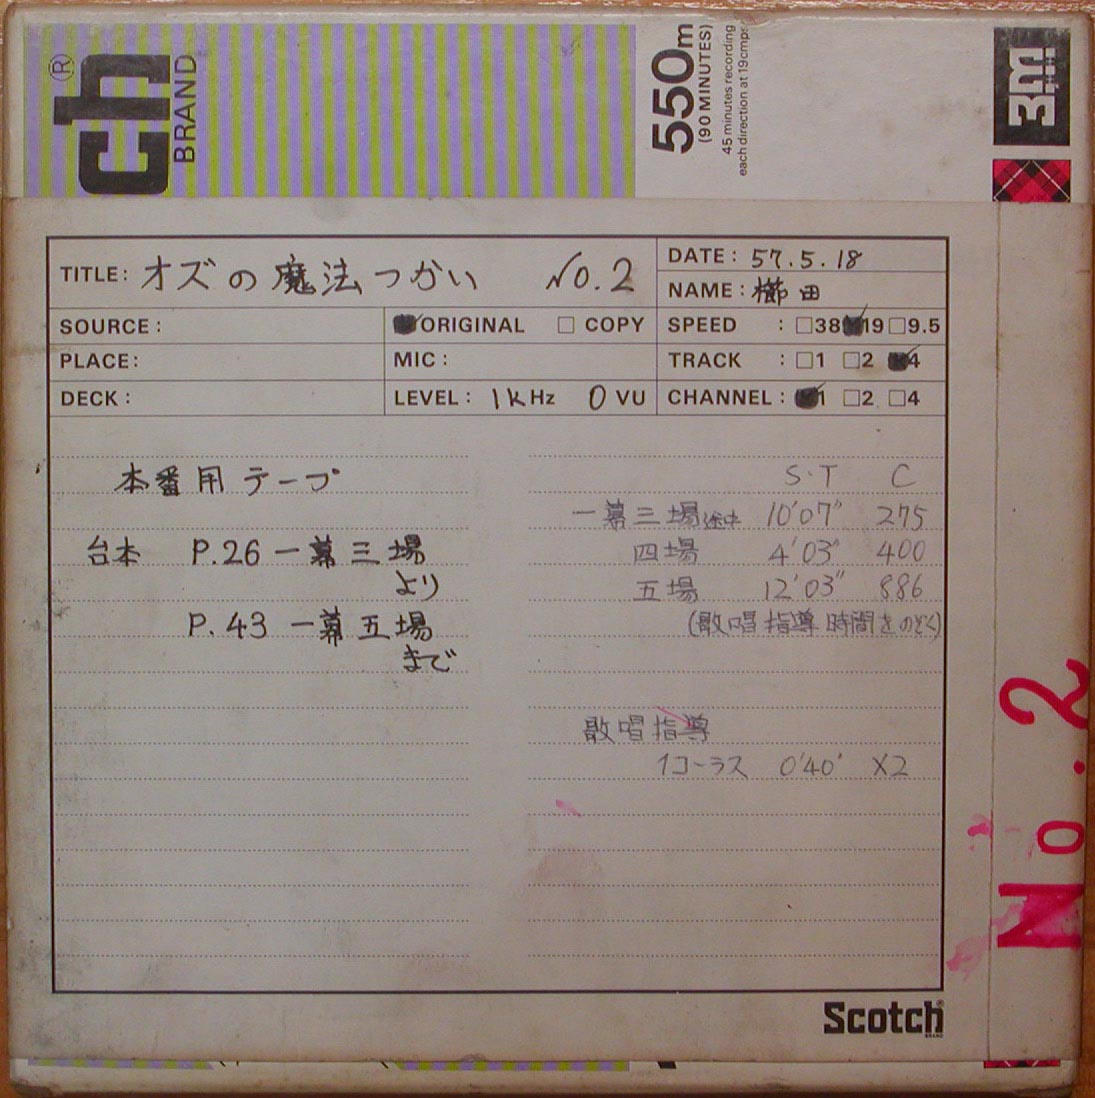 ch®
BRAND
550m
(90 MINUTES)
45 minutes recording
each direction at 19cmps
3M
TITLE: オズの魔法つかい No.2
DATE: 57.5.18
NAME: 櫛田
SOURCE:
ORIGINAL □ COPY
SPEED : □38 ■19 □9.5
PLACE:
MIC:
TRACK : □1 □2 ■4
DECK:
LEVEL: 1kHz 0 VU
CHANNEL: ■1 □2 □4
本番用テープ
台本 P.26 一幕三場
より
P.43 一幕五場
まで
S・T C
一幕三場途中 10'07" 275
四場 4'03" 400
五場 12'03" 886
(歌唱指導時間をのぞく)
歌唱指導
1コーラス 0'40" X2
No.2
Scotch
BRAND